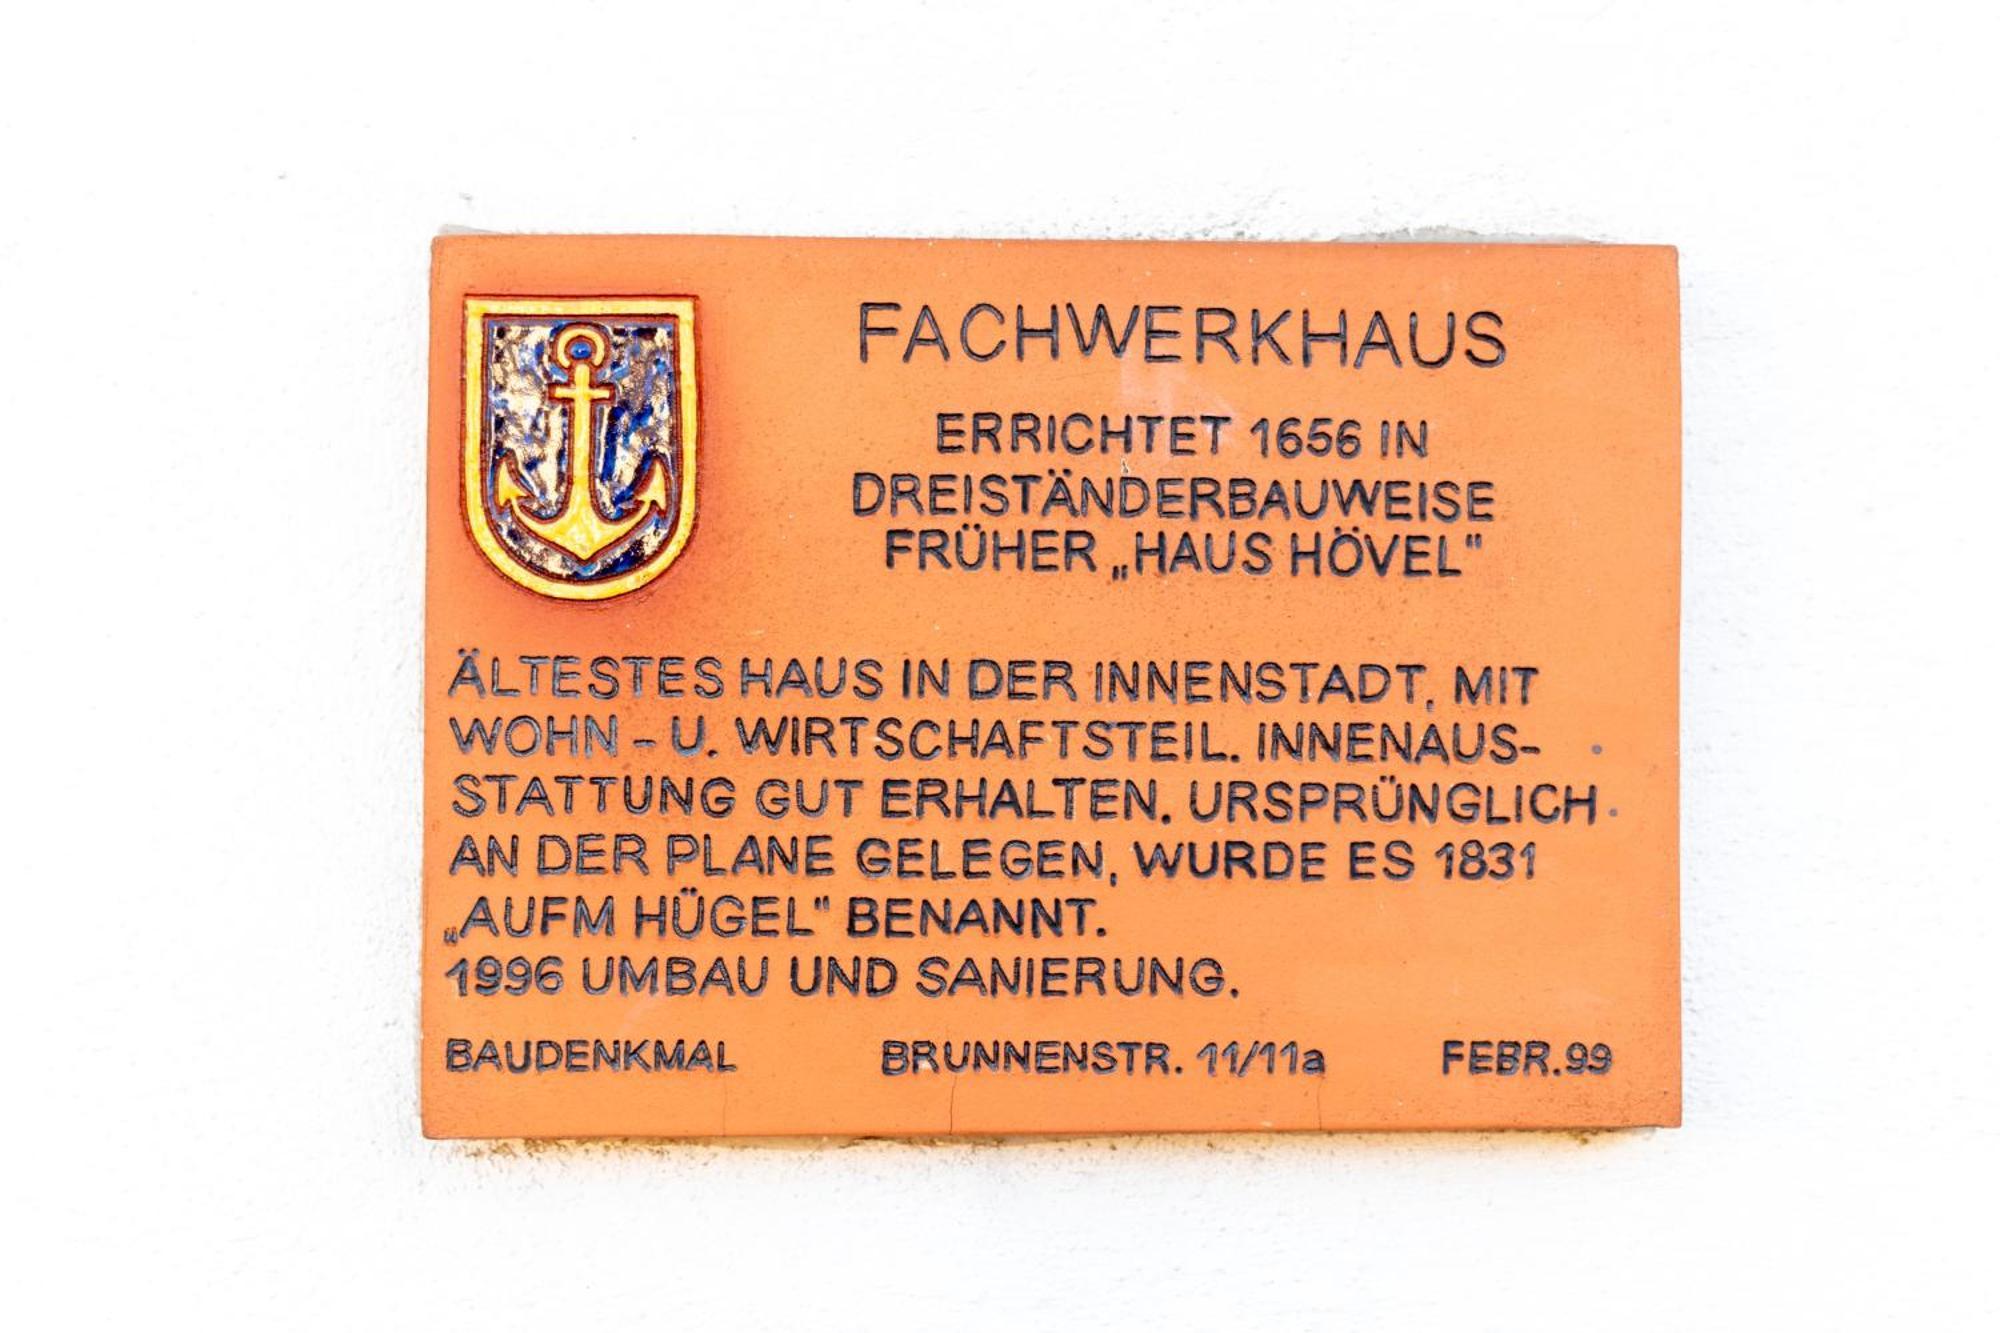 FACHWERKHAUS
ERRICHTET 1656 IN
DREISTÄNDERBAUWEISE
FRÜHER „HAUS HÖVEL“
ÄLTESTES HAUS IN DER INNENSTADT, MIT
WOHN - U. WIRTSCHAFTSTEIL. INNENAUS-
STATTUNG GUT ERHALTEN. URSPRÜNGLICH
AN DER PLANE GELEGEN, WURDE ES 1831
„AUFM HÜGEL“ BENANNT.
1996 UMBAU UND SANIERUNG.
BAUDENKMAL BRUNNENSTR. 11/11a FEBR.99